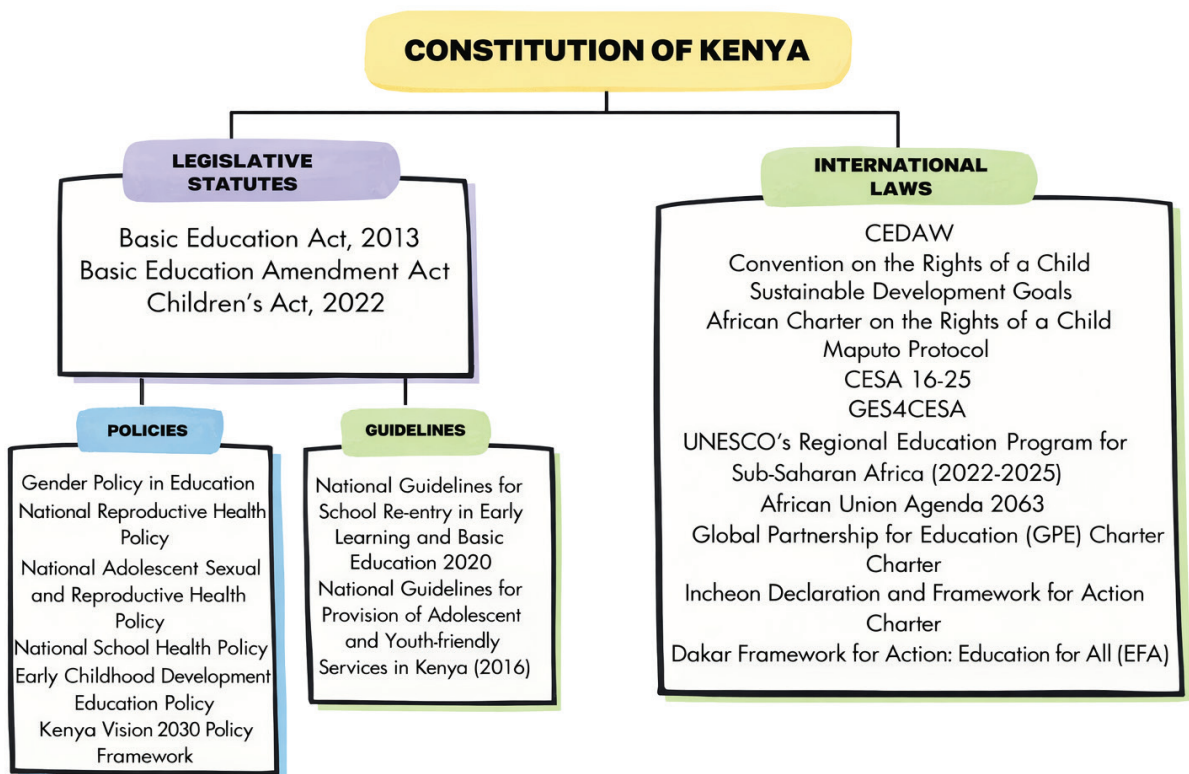 CONSTITUTION OF KENYA
LEGISLATIVE
STATUTES
Basic Education Act, 2013
Basic Education Amendment Act
Children's Act, 2022
POLICIES
Gender Policy in Education
National Reproductive Health
Policy
National Adolescent Sexual
and Reproductive Health
Policy
National School Health Policy
Early Childhood Development
Education Policy
Kenya Vision 2030 Policy
Framework
GUIDELINES
National Guidelines for
School Re-entry in Early
Learning and Basic
Education 2020
National Guidelines for
Provision of Adolescent
and Youth-friendly
Services in Kenya (2016)
INTERNATIONAL
LAWS
CEDAW
Convention on the Rights of a Child
Sustainable Development Goals
African Charter on the Rights of a Child
Maputo Protocol
CESA 16-25
GES4CESA
UNESCO's Regional Education Program for
Sub-Saharan Africa (2022-2025)
African Union Agenda 2063
Global Partnership for Education (GPE) Charter
Charter
Incheon Declaration and Framework for Action
Charter
Dakar Framework for Action: Education for All (EFA)